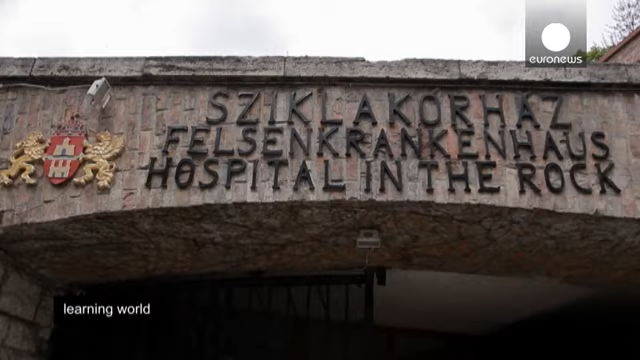 euronews
SZIKLAKÓRHÁZ
FELSENKRANKENHAUS
HOSPITAL IN THE ROCK
learning world